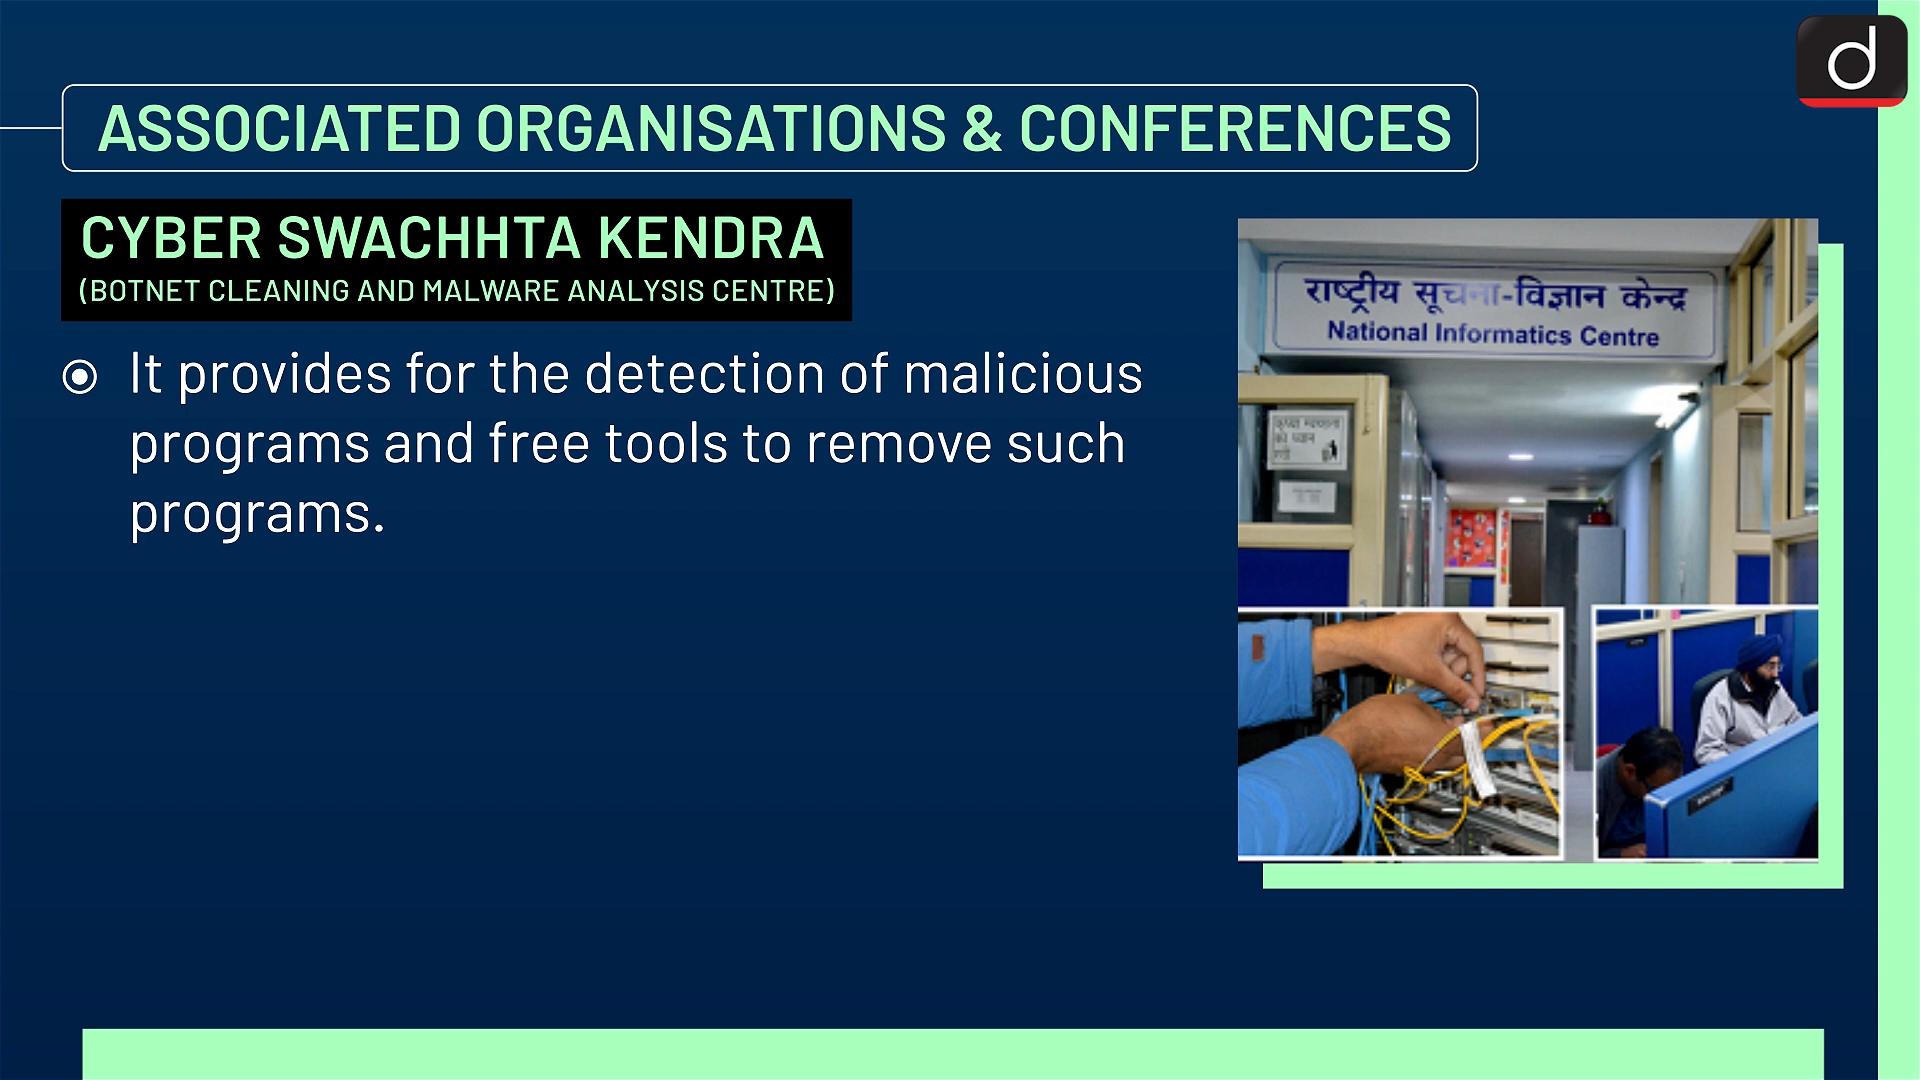 d
ASSOCIATED ORGANISATIONS & CONFERENCES
CYBER SWACHHTA KENDRA
(BOTNET CLEANING AND MALWARE ANALYSIS CENTRE)
It provides for the detection of malicious
programs and free tools to remove such
programs.
राष्ट्रीय सूचना-विज्ञान केन्द्र
National Informatics Centre